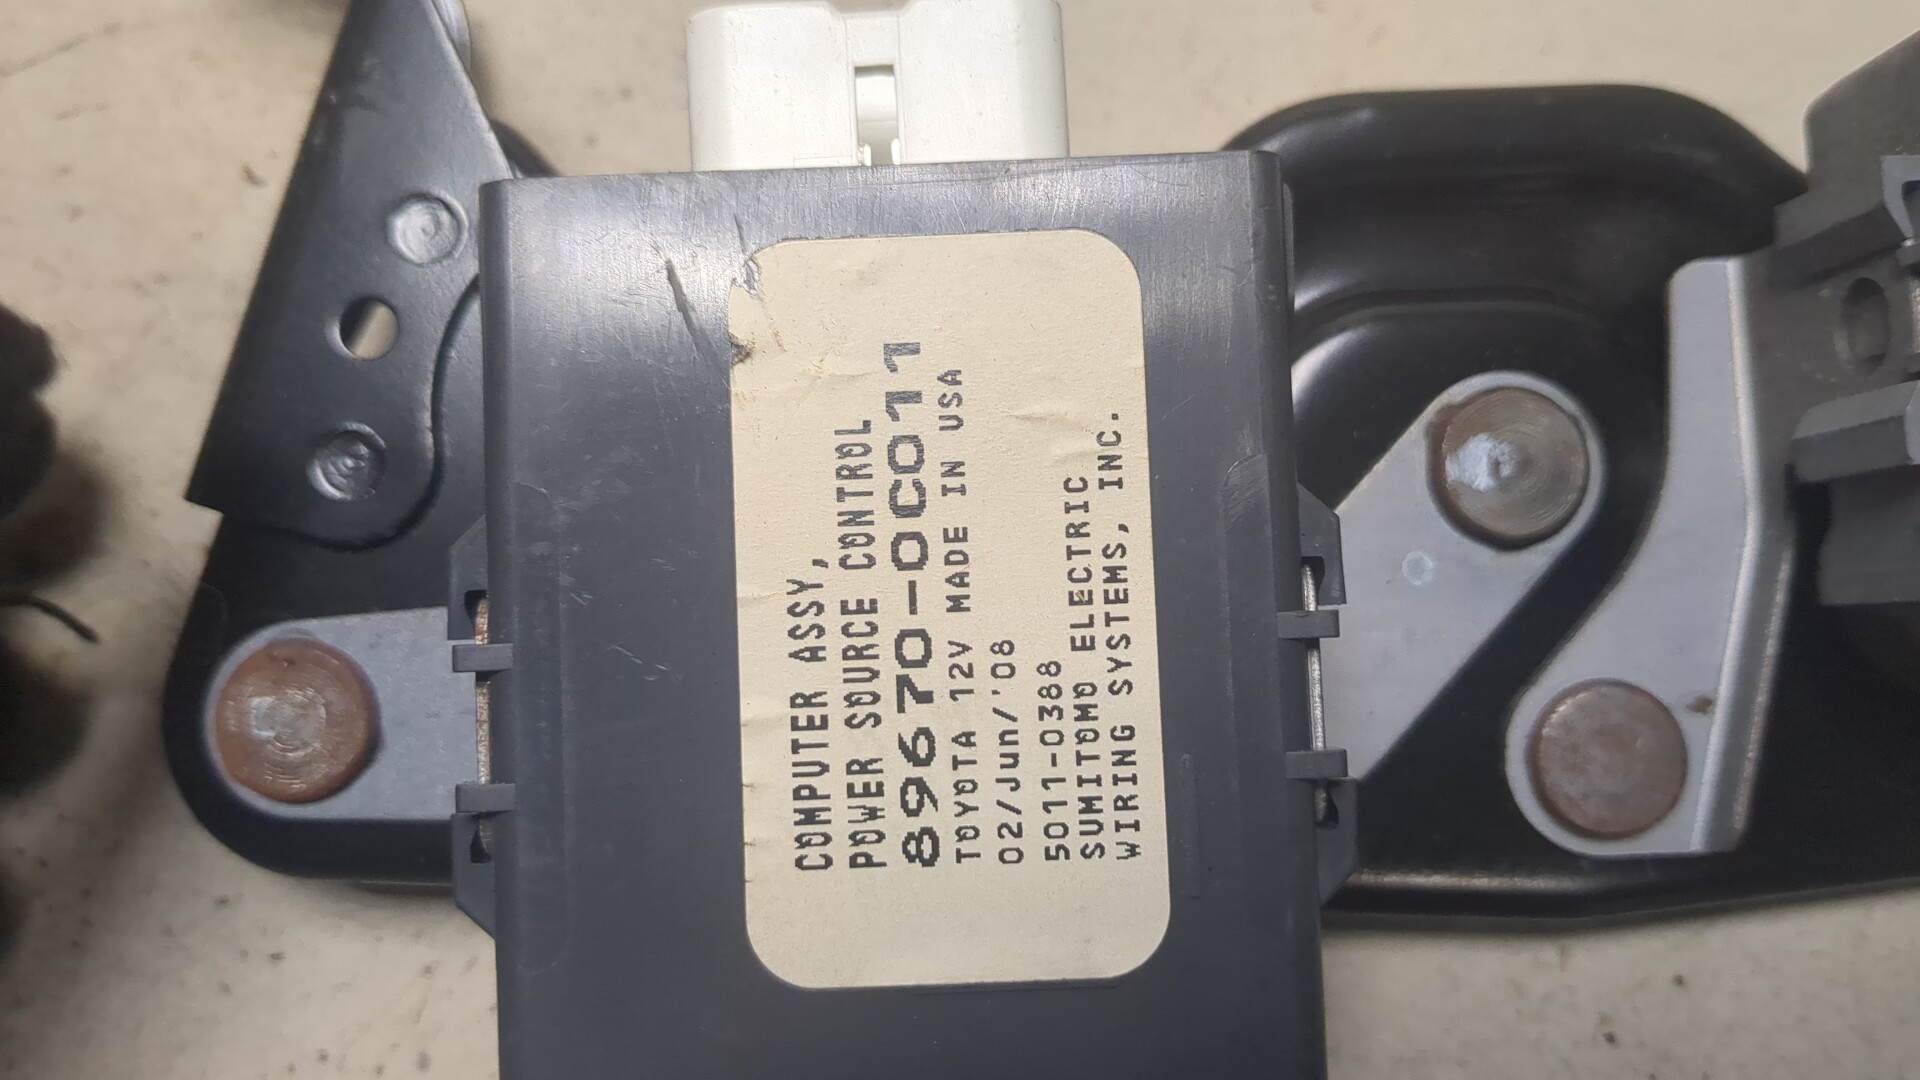 COMPUTER ASSY,
POWER SOURCE CONTROL
89670-0C011
TOYOTA 12V MADE IN USA
02/Jun/'08
5011-0388
SUMITOMO ELECTRIC
WIRING SYSTEMS, INC.